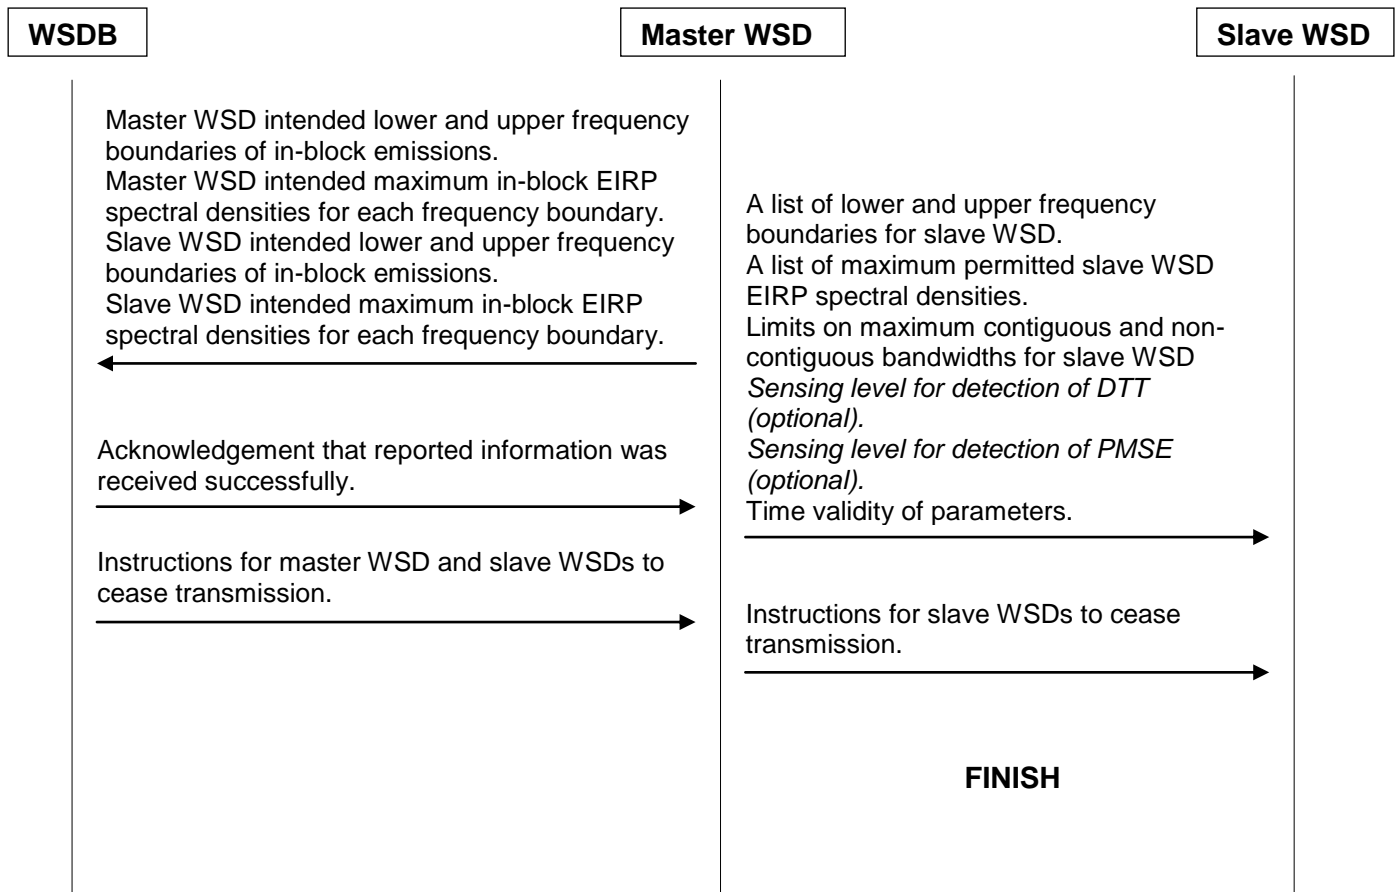 WSDB
Master WSD
Slave WSD
Master WSD intended lower and upper frequency
boundaries of in-block emissions.
Master WSD intended maximum in-block EIRP
spectral densities for each frequency boundary.
Slave WSD intended lower and upper frequency
boundaries of in-block emissions.
Slave WSD intended maximum in-block EIRP
spectral densities for each frequency boundary.
A list of lower and upper frequency
boundaries for slave WSD.
A list of maximum permitted slave WSD
EIRP spectral densities.
Limits on maximum contiguous and non-
contiguous bandwidths for slave WSD
Sensing level for detection of DTT
(optional).
Sensing level for detection of PMSE
(optional).
Time validity of parameters.
Acknowledgement that reported information was
received successfully.
Instructions for master WSD and slave WSDs to
cease transmission.
Instructions for slave WSDs to cease
transmission.
FINISH